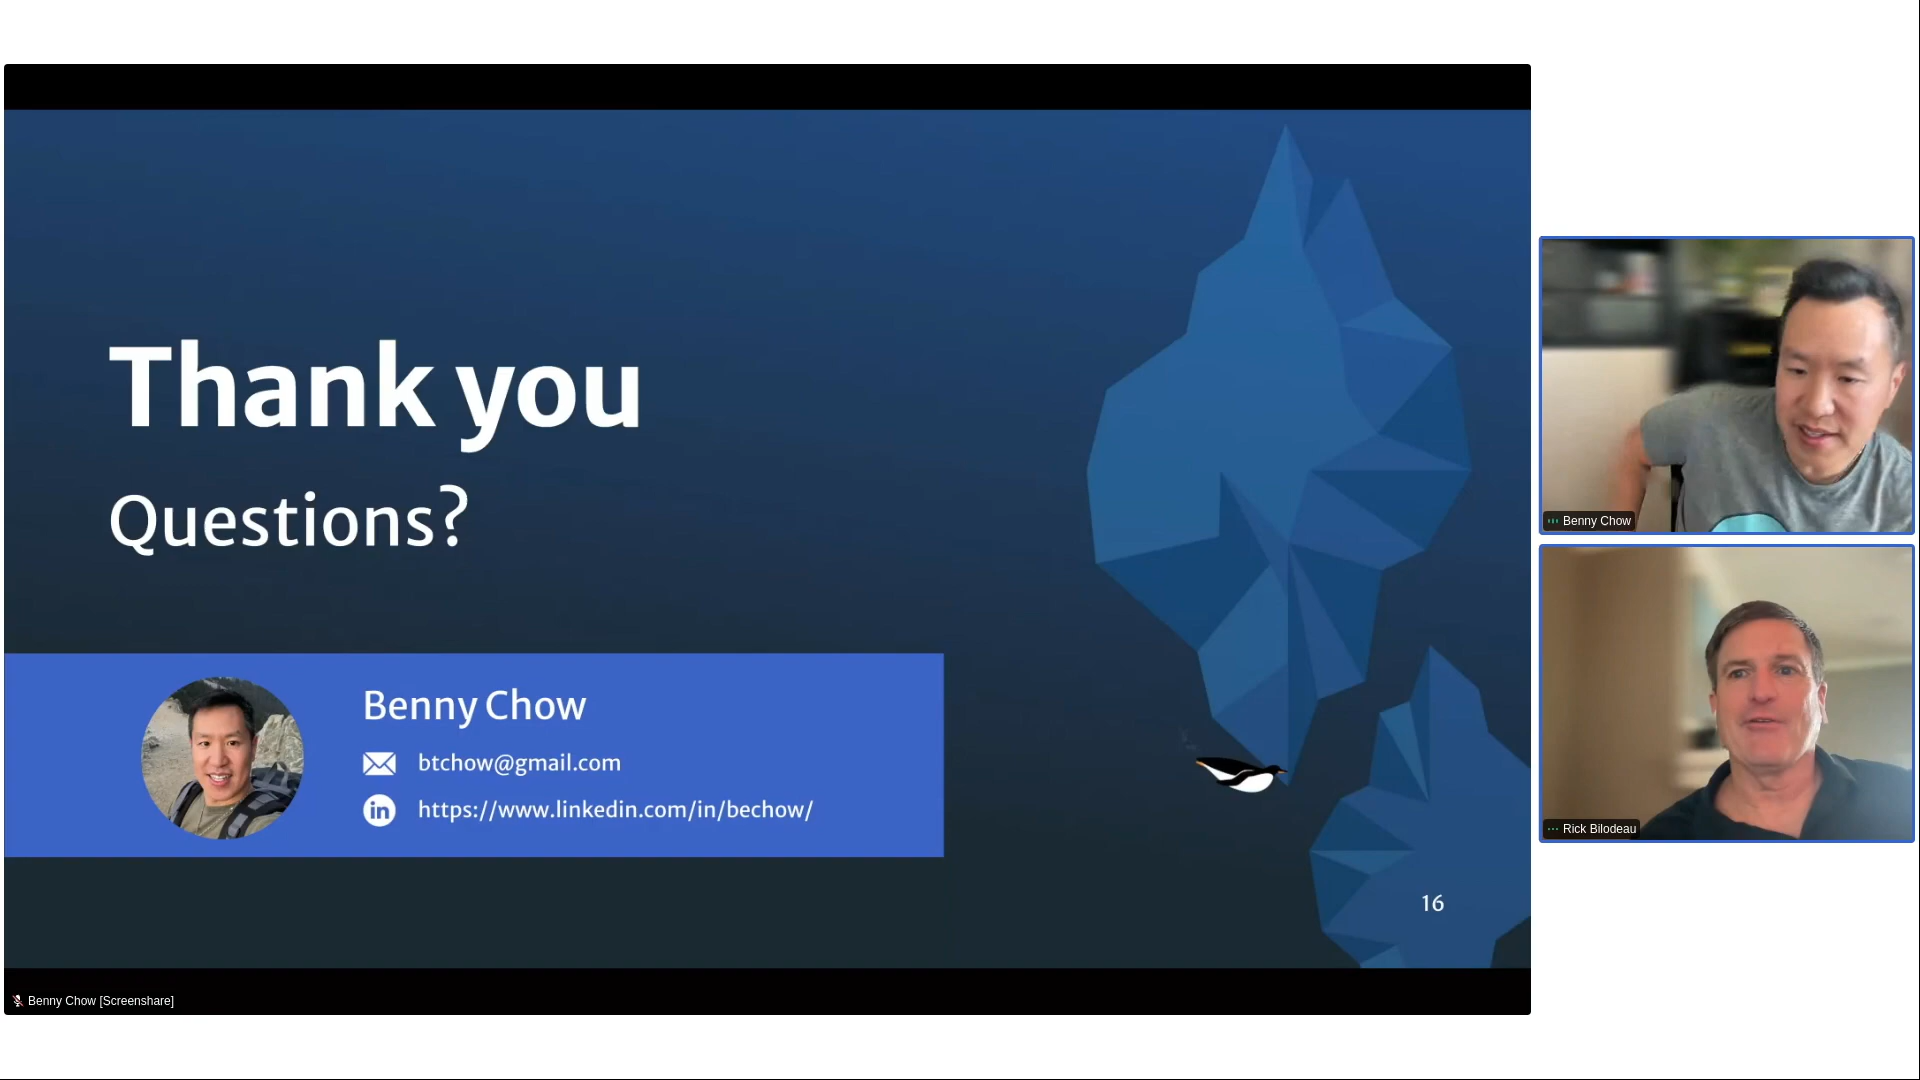 Thank you
Questions?
Benny Chow
btchow@gmail.com
in
https://www.linkedin.com/in/bechow/
16
Benny Chow [Screenshare]
Benny Chow
Rick Bilodeau